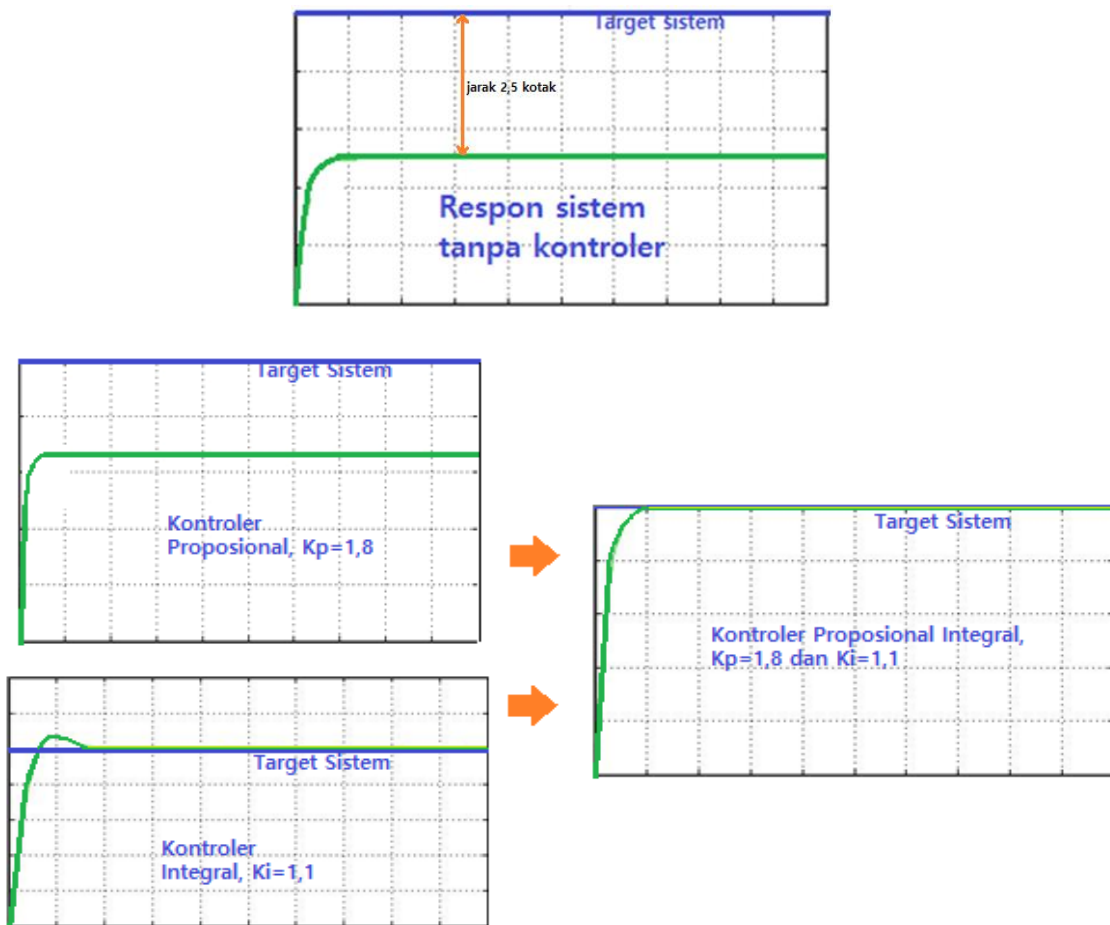 Target sistem
jarak 2,5 kotak
Respon sistem
tanpa kontroler
Target Sistem
Kontroler
Proposional, Kp=1,8
Target Sistem
Kontroler Proposional Integral,
Kp=1,8 dan Ki=1,1
Target Sistem
Kontroler
Integral, Ki=1,1